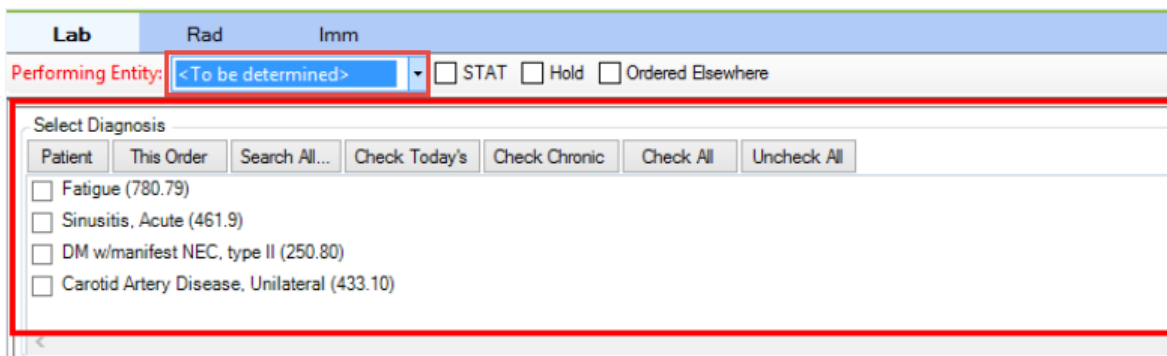 Lab Rad Imm
Performing Entity: <To be determined> STAT Hold Ordered Elsewhere
Select Diagnosis
Patient This Order Search All... Check Today's Check Chronic Check All Uncheck All
Fatigue (780.79)
Sinusitis, Acute (461.9)
DM w/manifest NEC, type II (250.80)
Carotid Artery Disease, Unilateral (433.10)